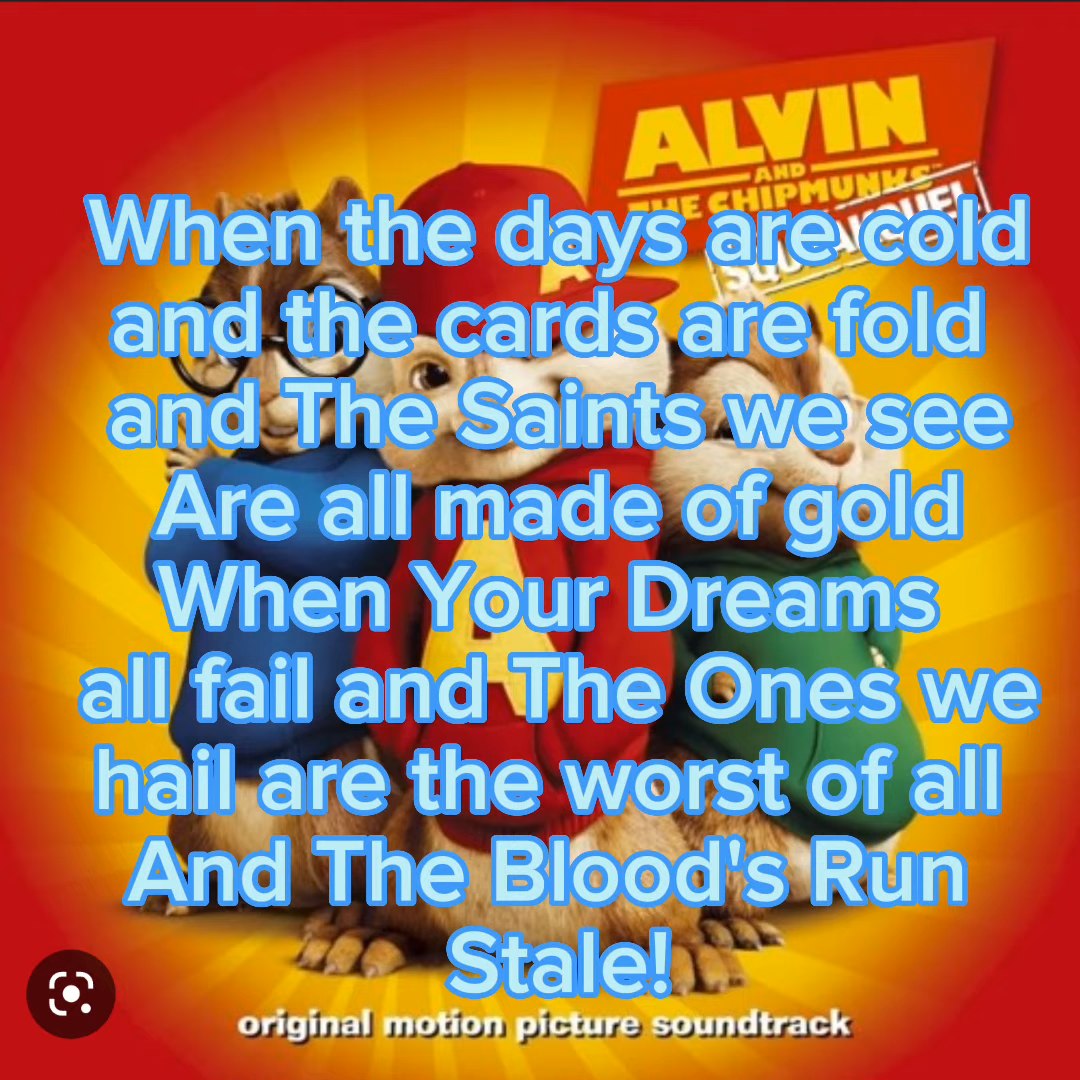 ALVIN
AND
THE CHIPMUNKS™
SQUEAKQUEL
When the days are cold
and the cards are fold
and The Saints we see
Are all made of gold
When Your Dreams
all fail and The Ones we
hail are the worst of all
And The Blood's Run
Stale!
original motion picture soundtrack
A
A